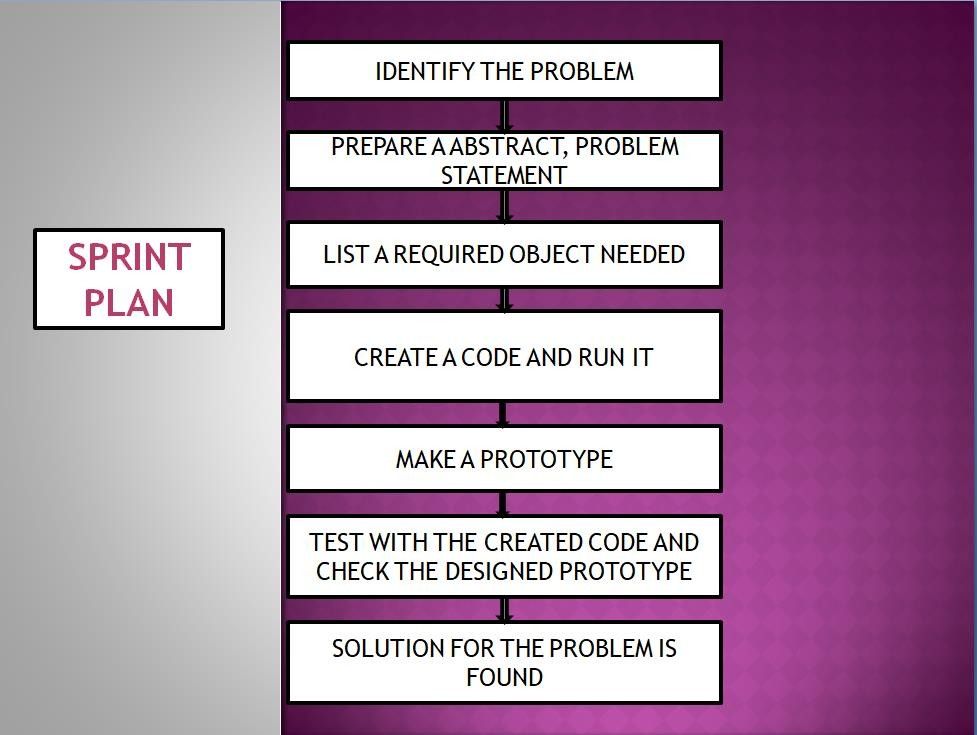 SPRINT
PLAN
IDENTIFY THE PROBLEM
PREPARE A ABSTRACT, PROBLEM
STATEMENT
LIST A REQUIRED OBJECT NEEDED
CREATE A CODE AND RUN IT
MAKE A PROTOTYPE
TEST WITH THE CREATED CODE AND
CHECK THE DESIGNED PROTOTYPE
SOLUTION FOR THE PROBLEM IS
FOUND